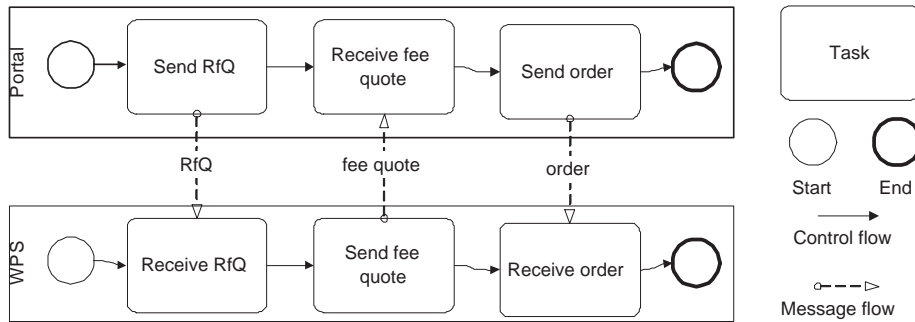 Portal
Send RfQ
Receive fee
quote
Send order
RfQ
fee quote
order
WPS
Receive RfQ
Send fee
quote
Receive order
Task
Start
End
Control flow
Message flow